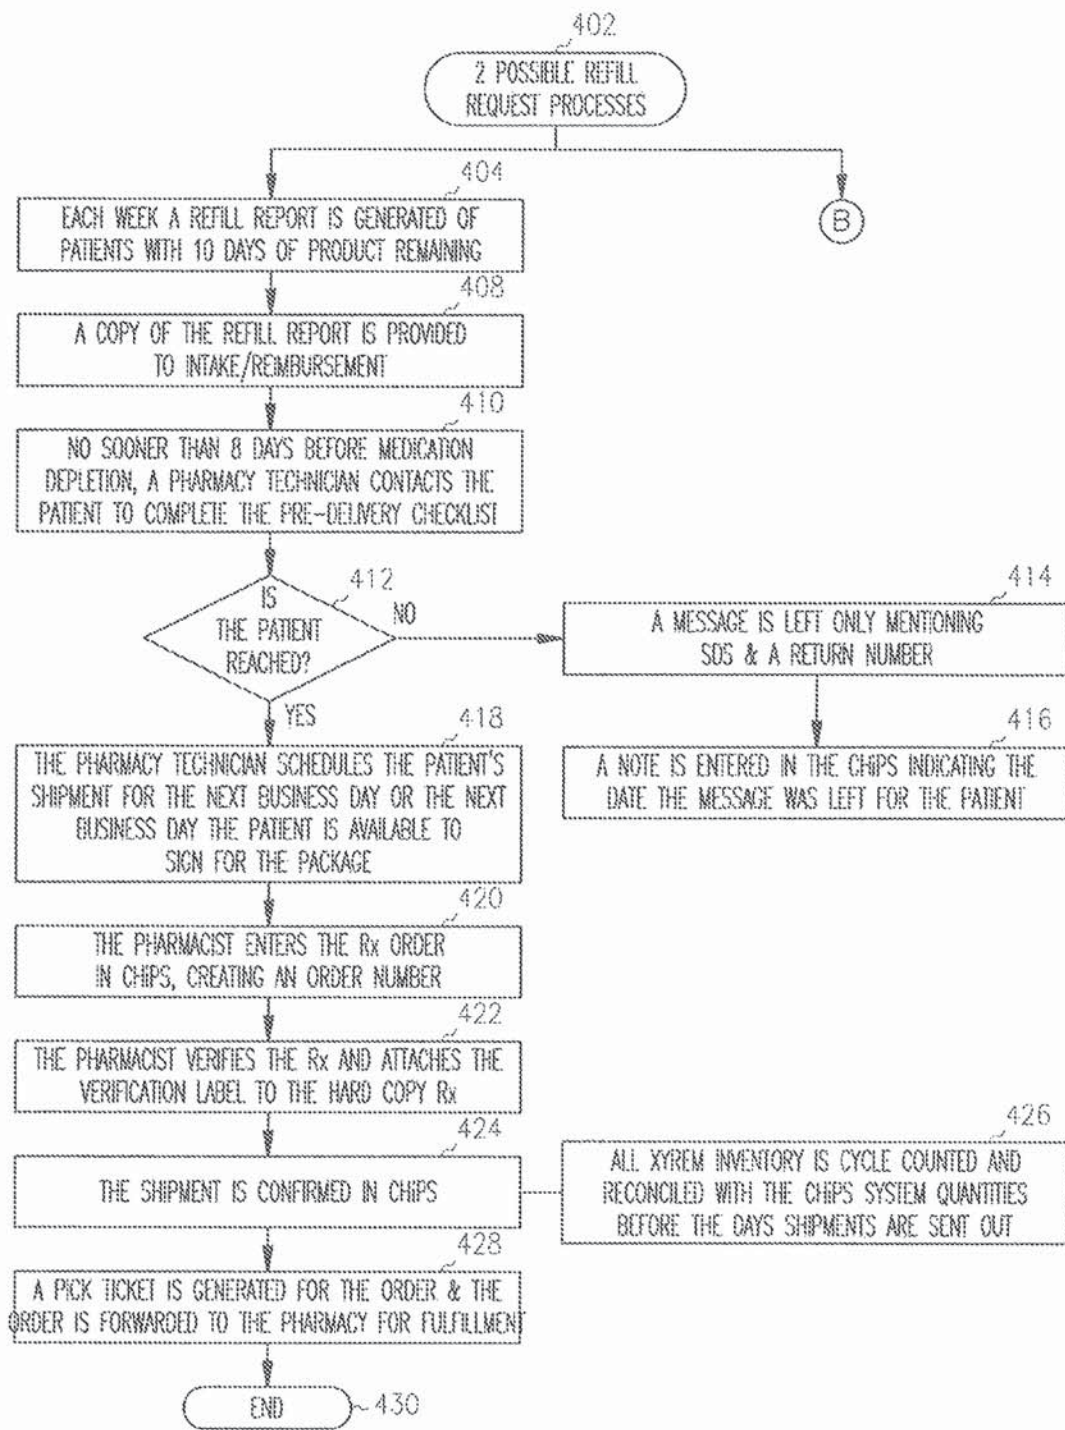 402
2 POSSIBLE REFILL
REQUEST PROCESSES
404
EACH WEEK A REFILL REPORT IS GENERATED OF
PATIENTS WITH 10 DAYS OF PRODUCT REMAINING
B
408
A COPY OF THE REFILL REPORT IS PROVIDED
TO INTAKE/REIMBURSEMENT
410
NO SOONER THAN 8 DAYS BEFORE MEDICATION
DEPLETION, A PHARMACY TECHNICIAN CONTACTS THE
PATIENT TO COMPLETE THE PRE-DELIVERY CHECKLIST
412
IS
THE PATIENT
REACHED?
NO
YES
414
A MESSAGE IS LEFT ONLY MENTIONING
SDS & A RETURN NUMBER
416
A NOTE IS ENTERED IN THE CHIPS INDICATING THE
DATE THE MESSAGE WAS LEFT FOR THE PATIENT
418
THE PHARMACY TECHNICIAN SCHEDULES THE PATIENT'S
SHIPMENT FOR THE NEXT BUSINESS DAY OR THE NEXT
BUSINESS DAY THE PATIENT IS AVAILABLE TO
SIGN FOR THE PACKAGE
420
THE PHARMACIST ENTERS THE Rx ORDER
IN CHIPS, CREATING AN ORDER NUMBER
422
THE PHARMACIST VERIFIES THE Rx AND ATTACHES THE
VERIFICATION LABEL TO THE HARD COPY Rx
424
THE SHIPMENT IS CONFIRMED IN CHIPS
426
ALL XYREM INVENTORY IS CYCLE COUNTED AND
RECONCILED WITH THE CHIPS SYSTEM QUANTITIES
BEFORE THE DAYS SHIPMENTS ARE SENT OUT
428
A PICK TICKET IS GENERATED FOR THE ORDER & THE
ORDER IS FORWARDED TO THE PHARMACY FOR FULFILLMENT
END
430